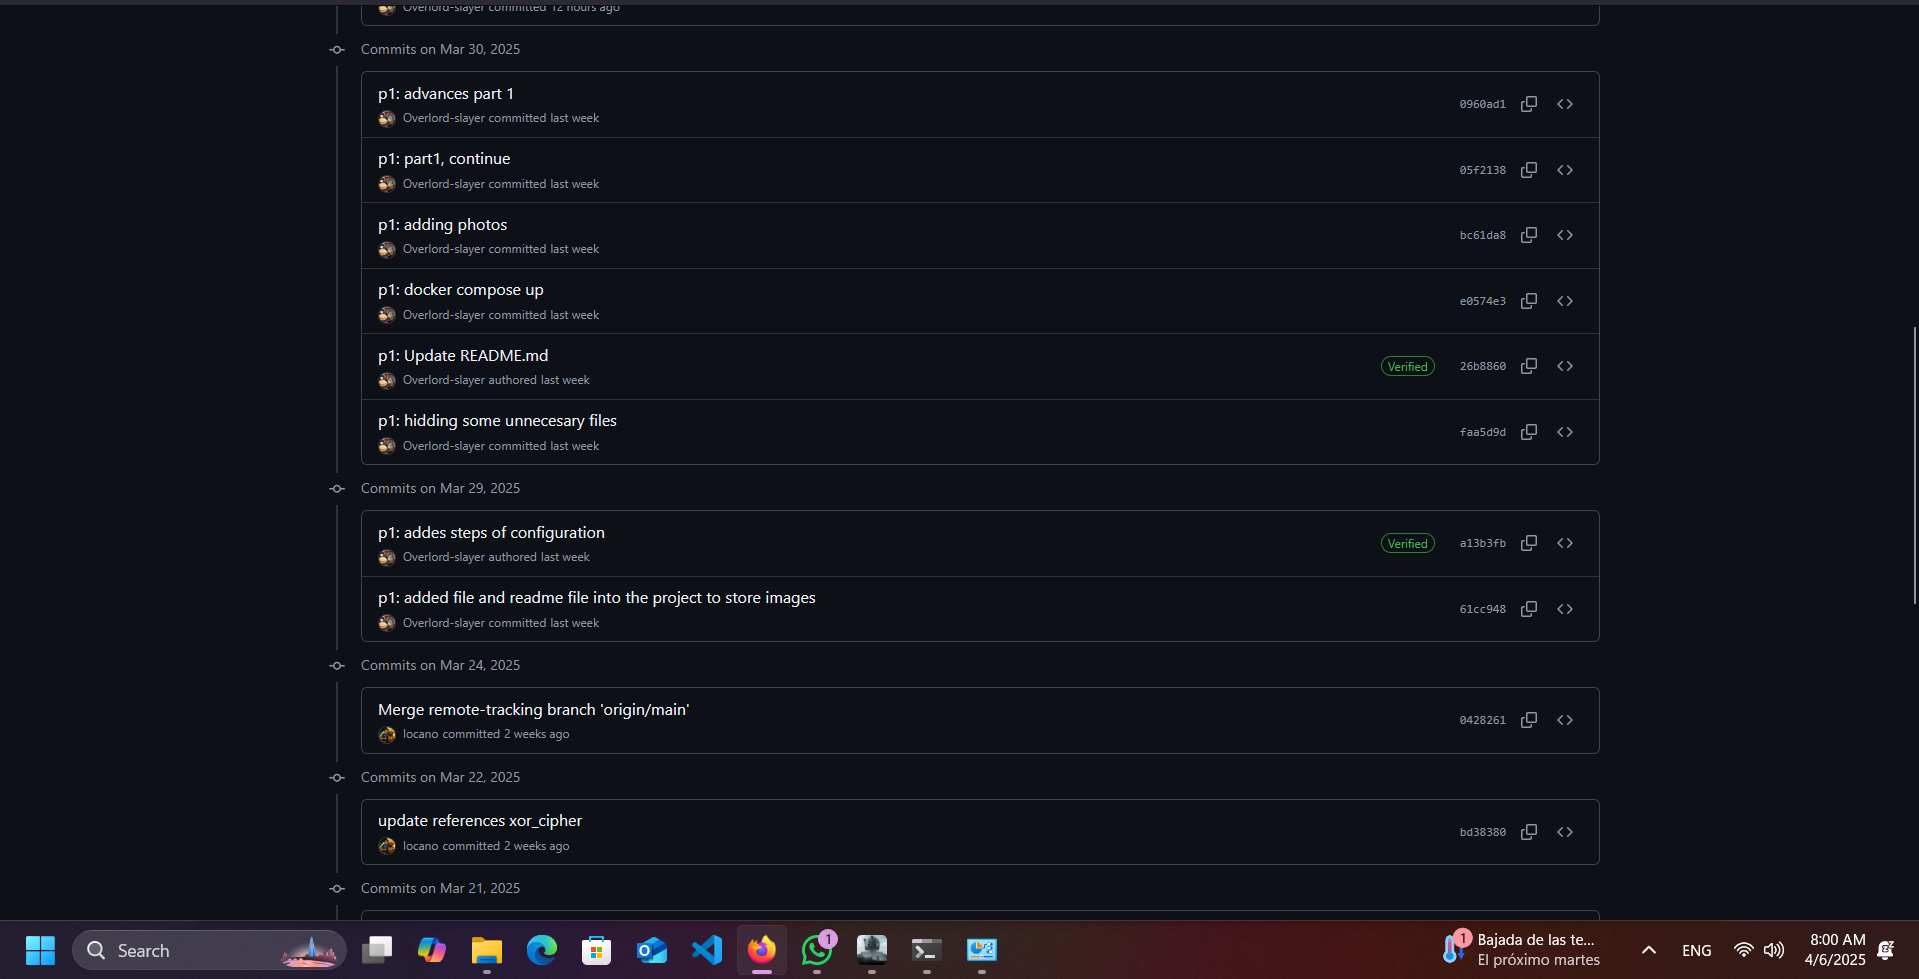 Overlord-slayer committed 12 hours ago
Commits on Mar 30, 2025
p1: advances part 1
Overlord-slayer committed last week
0960ad1
p1: part1, continue
Overlord-slayer committed last week
05f2138
p1: adding photos
Overlord-slayer committed last week
bc61da8
p1: docker compose up
Overlord-slayer committed last week
e0574e3
p1: Update README.md
Overlord-slayer authored last week
Verified
26b8860
p1: hidding some unnecesary files
Overlord-slayer committed last week
faa5d9d
Commits on Mar 29, 2025
p1: addes steps of configuration
Overlord-slayer authored last week
Verified
a13b3fb
p1: added file and readme file into the project to store images
Overlord-slayer committed last week
61cc948
Commits on Mar 24, 2025
Merge remote-tracking branch 'origin/main'
locano committed 2 weeks ago
0428261
Commits on Mar 22, 2025
update references xor_cipher
locano committed 2 weeks ago
bd38380
Commits on Mar 21, 2025
Search
1
1
Bajada de las te...
El próximo martes
ENG
8:00 AM
4/6/2025